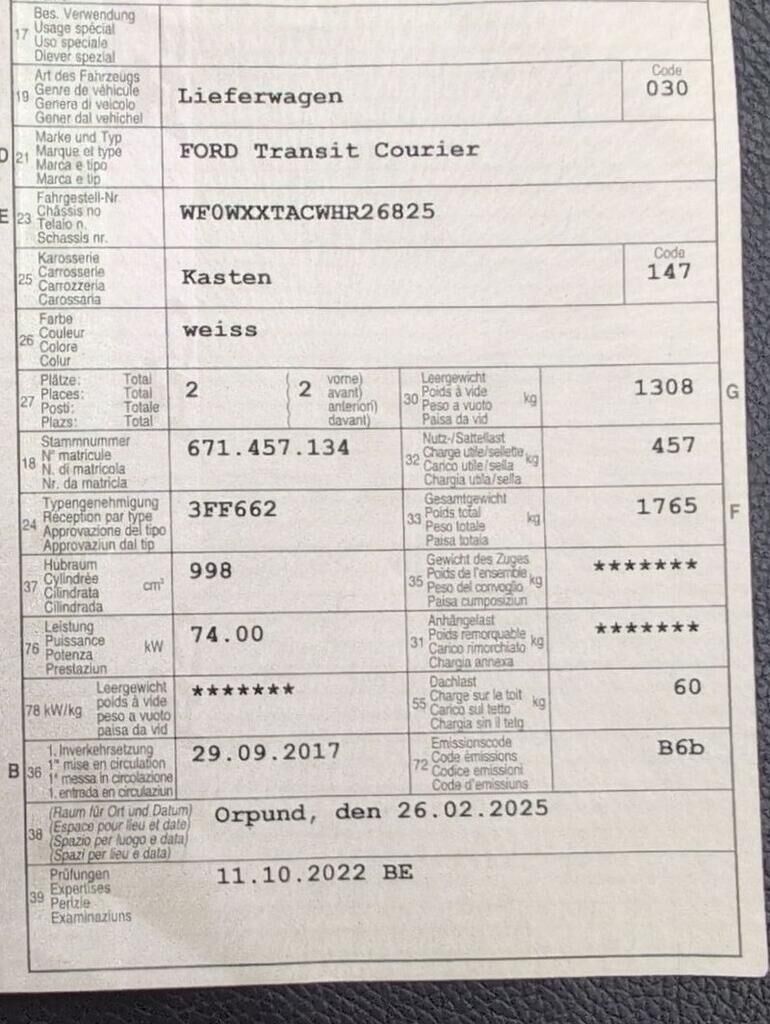 17 Bes. Verwendung
Usage spécial
Uso speciale
Diever spezial
19 Art des Fahrzeugs
Genre de véhicule
Genere di veicolo
Gener dal vehichel
Lieferwagen
Code
030
D 21 Marke und Typ
Marque et type
Marca e tipo
Marca e tip
FORD Transit Courier
E 23 Fahrgestell-Nr.
Châssis no
Telaio n.
Schassis nr.
WF0WXXTACWHR26825
25 Karosserie
Carrosserie
Carrozzeria
Carossaria
Kasten
Code
147
26 Farbe
Couleur
Colore
Colur
weiss
27 Plätze: Total
Places: Total
Posti: Totale
Plazs: Total
2 ( 2 vorne)
( avant)
( anteriori)
( davant)
30 Leergewicht
Poids à vide
Peso a vuoto
Paisa da vid
kg
1308 G
18 Stammnummer
N° matricule
N. di matricola
Nr. da matricla
671.457.134
32 Nutz-/Sattellast
Charge utile/sellette
Carico utile/sella
Chargia utila/sella
kg
457
24 Typengenehmigung
Réception par type
Approvazione del tipo
Approvaziun dal tip
3FF662
33 Gesamtgewicht
Poids total
Peso totale
Paisa totala
kg
1765 F
37 Hubraum
Cylindrée
Cilindrata
Cilindrada
cm³
998
35 Gewicht des Zuges
Poids de l'ensemble
Peso del convoglio
Paisa cumposiziun
kg
*******
76 Leistung
Puissance
Potenza
Prestaziun
kW
74.00
31 Anhängelast
Poids remorquable
Carico rimorchiato
Chargia annexa
kg
*******
78 kW/kg Leergewicht
poids à vide
peso a vuoto
paisa da vid
*******
55 Dachlast
Charge sur le toit
Carico sul tetto
Chargia sin il tetg
kg
60
B 36 1. Inverkehrsetzung
1re mise en circulation
1a messa in circolazione
1. entrada en circulaziun
29.09.2017
72 Emissionscode
Code émissions
Codice emissioni
Code d'emissiuns
B6b
38 (Raum für Ort und Datum)
(Espace pour lieu et date)
(Spazio per luogo e data)
(Spazi per lieu e data)
Orpund, den 26.02.2025
39 Prüfungen
Expertises
Perizie
Examinaziuns
11.10.2022 BE